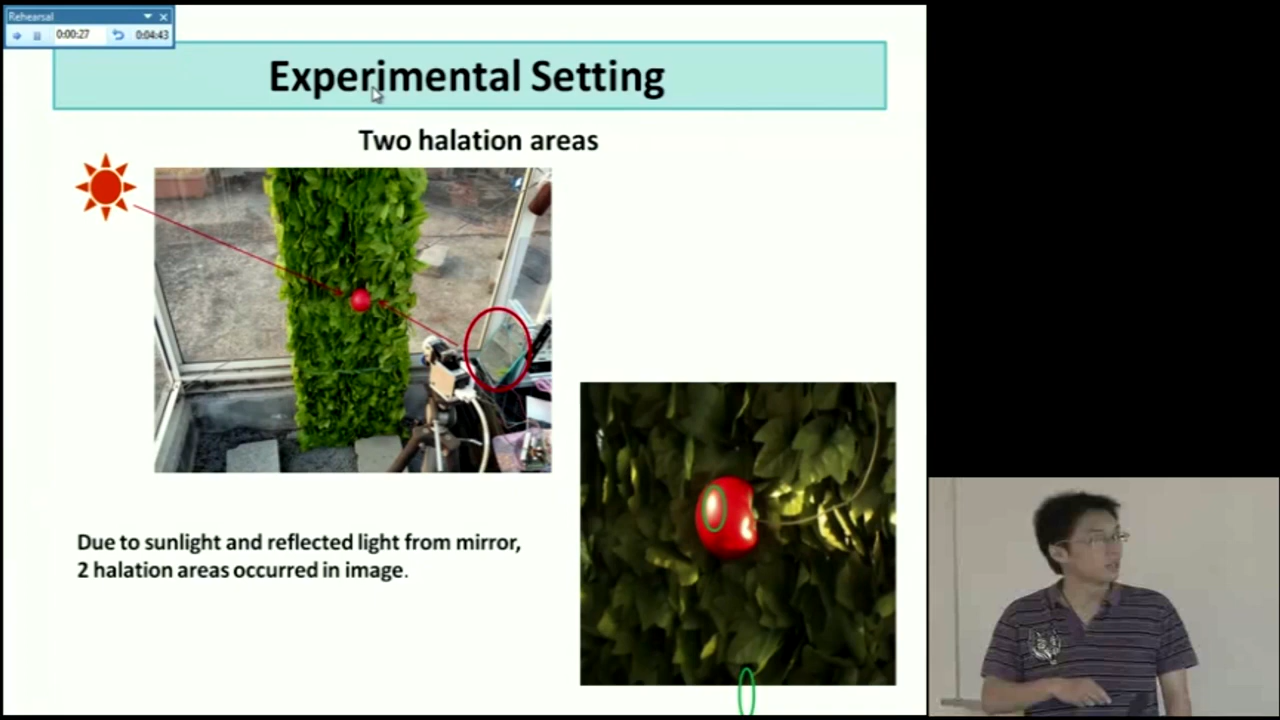 Rehearsal
0:00:27
0:04:43
Experimental Setting
Two halation areas
Due to sunlight and reflected light from mirror,
2 halation areas occurred in image.